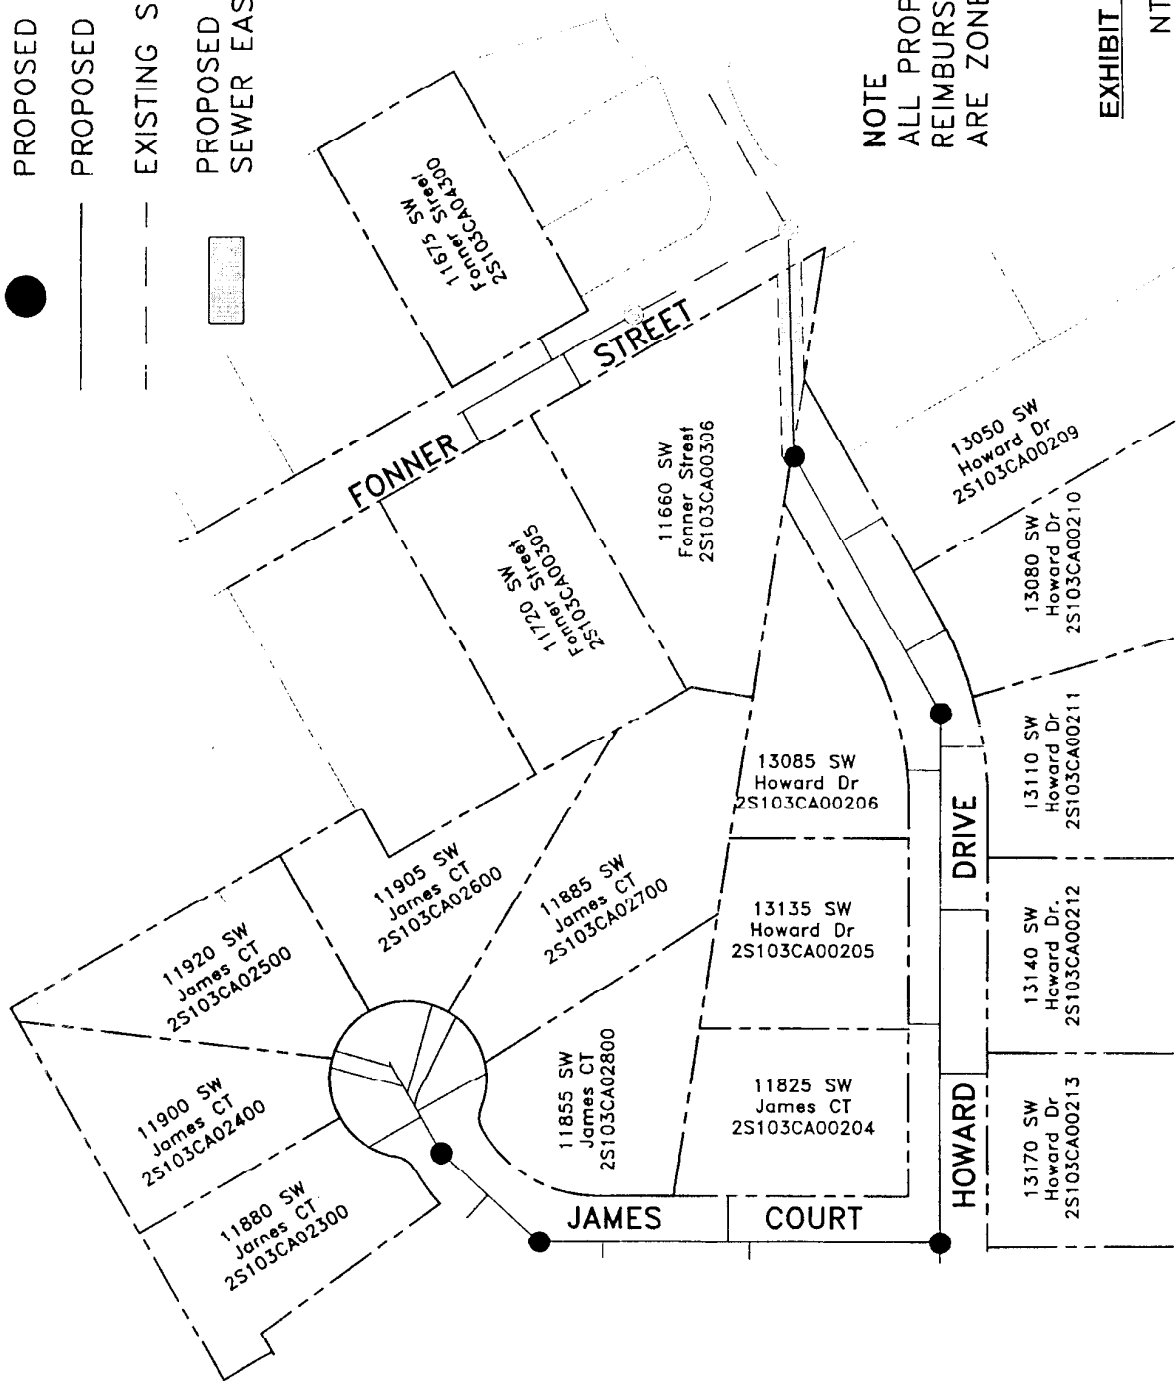 PROPOSED
PROPOSED
EXISTING S
PROPOSED
SEWER EAS
NOTE
ALL PROP
REIMBURS
ARE ZONE
EXHIBIT
NT
11675 SW
Fonner Street
2S103CA04300
FONNER
STREET
11720 SW
Fonner Street
2S103CA00305
11660 SW
Fonner Street
2S103CA00306
13050 SW
Howard Dr
2S103CA00209
13080 SW
Howard Dr
2S103CA00210
13110 SW
Howard Dr
2S103CA00211
13140 SW
Howard Dr.
2S103CA00212
13170 SW
Howard Dr
2S103CA00213
13085 SW
Howard Dr
2S103CA00206
13135 SW
Howard Dr
2S103CA00205
11825 SW
James CT
2S103CA00204
HOWARD
DRIVE
11920 SW
James CT
2S103CA02500
11905 SW
James CT
2S103CA02600
11885 SW
James CT
2S103CA02700
11900 SW
James CT
2S103CA02400
11880 SW
James CT
2S103CA02300
11855 SW
James CT
2S103CA02800
JAMES
COURT